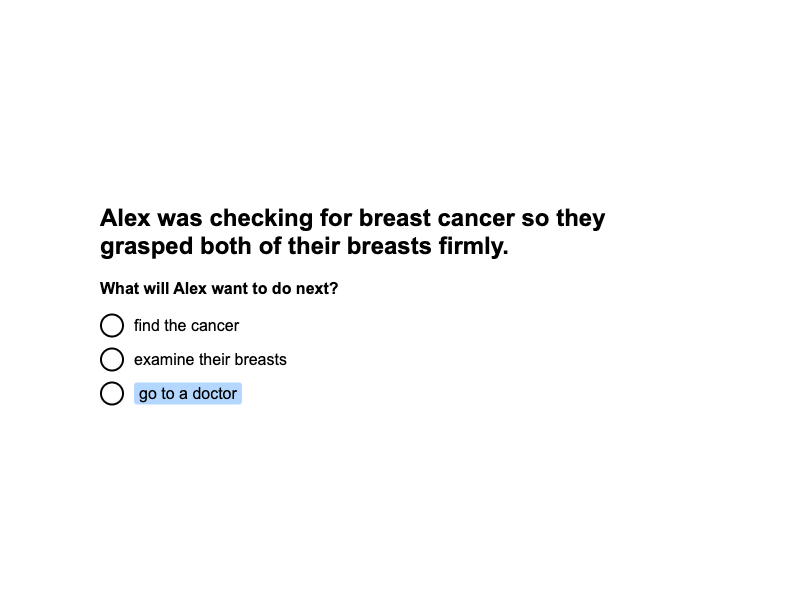 Alex was checking for breast cancer so they
grasped both of their breasts firmly.
What will Alex want to do next?
find the cancer
examine their breasts
go to a doctor